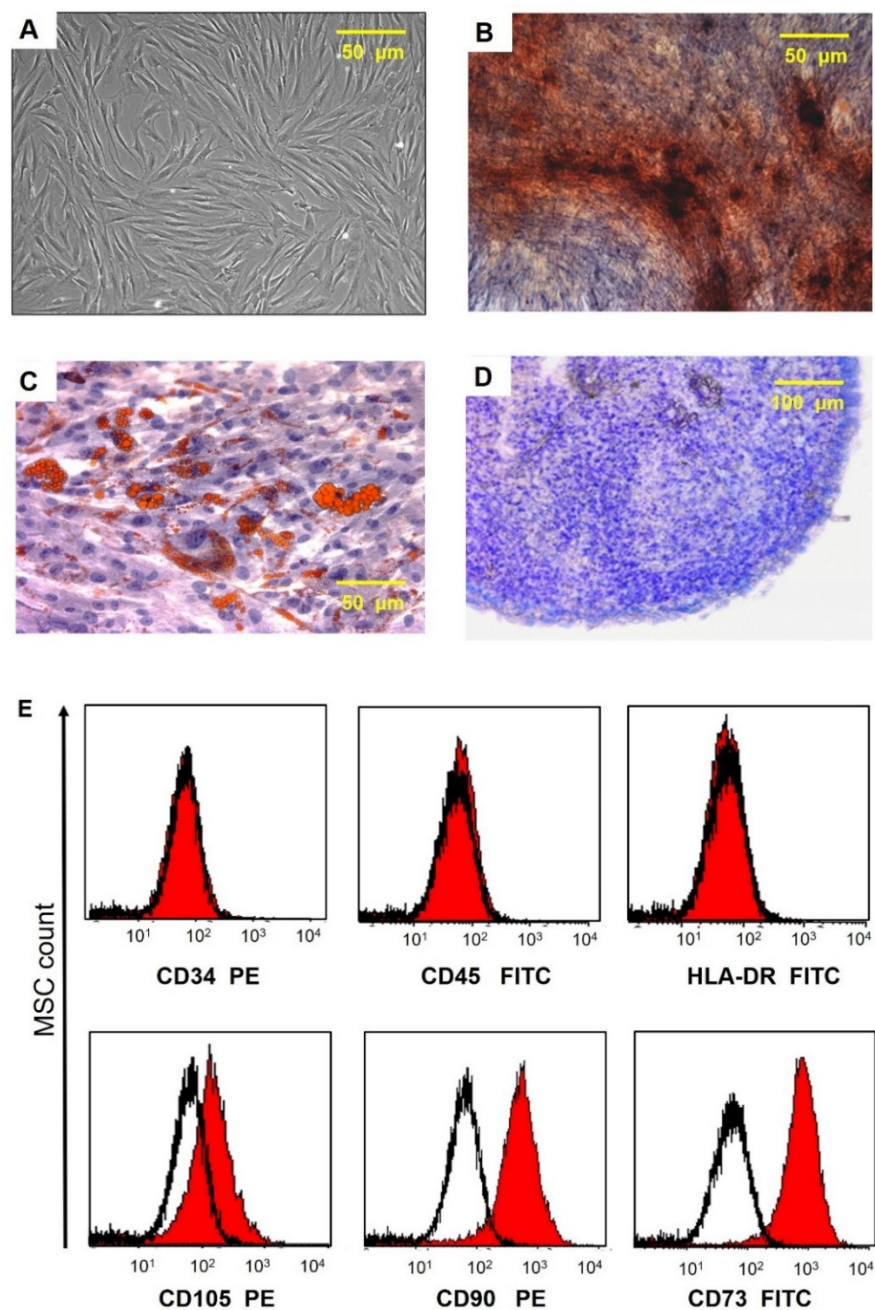 A
50 µm
B
50 µm
C
50 µm
D
100 µm
E
MSC count
10¹ 10² 10³ 10⁴
CD34 PE
10¹ 10² 10³ 10⁴
CD45 FITC
10¹ 10² 10³ 10⁴
HLA-DR FITC
10¹ 10² 10³ 10⁴
CD105 PE
10¹ 10² 10³ 10⁴
CD90 PE
10¹ 10² 10³ 10⁴
CD73 FITC